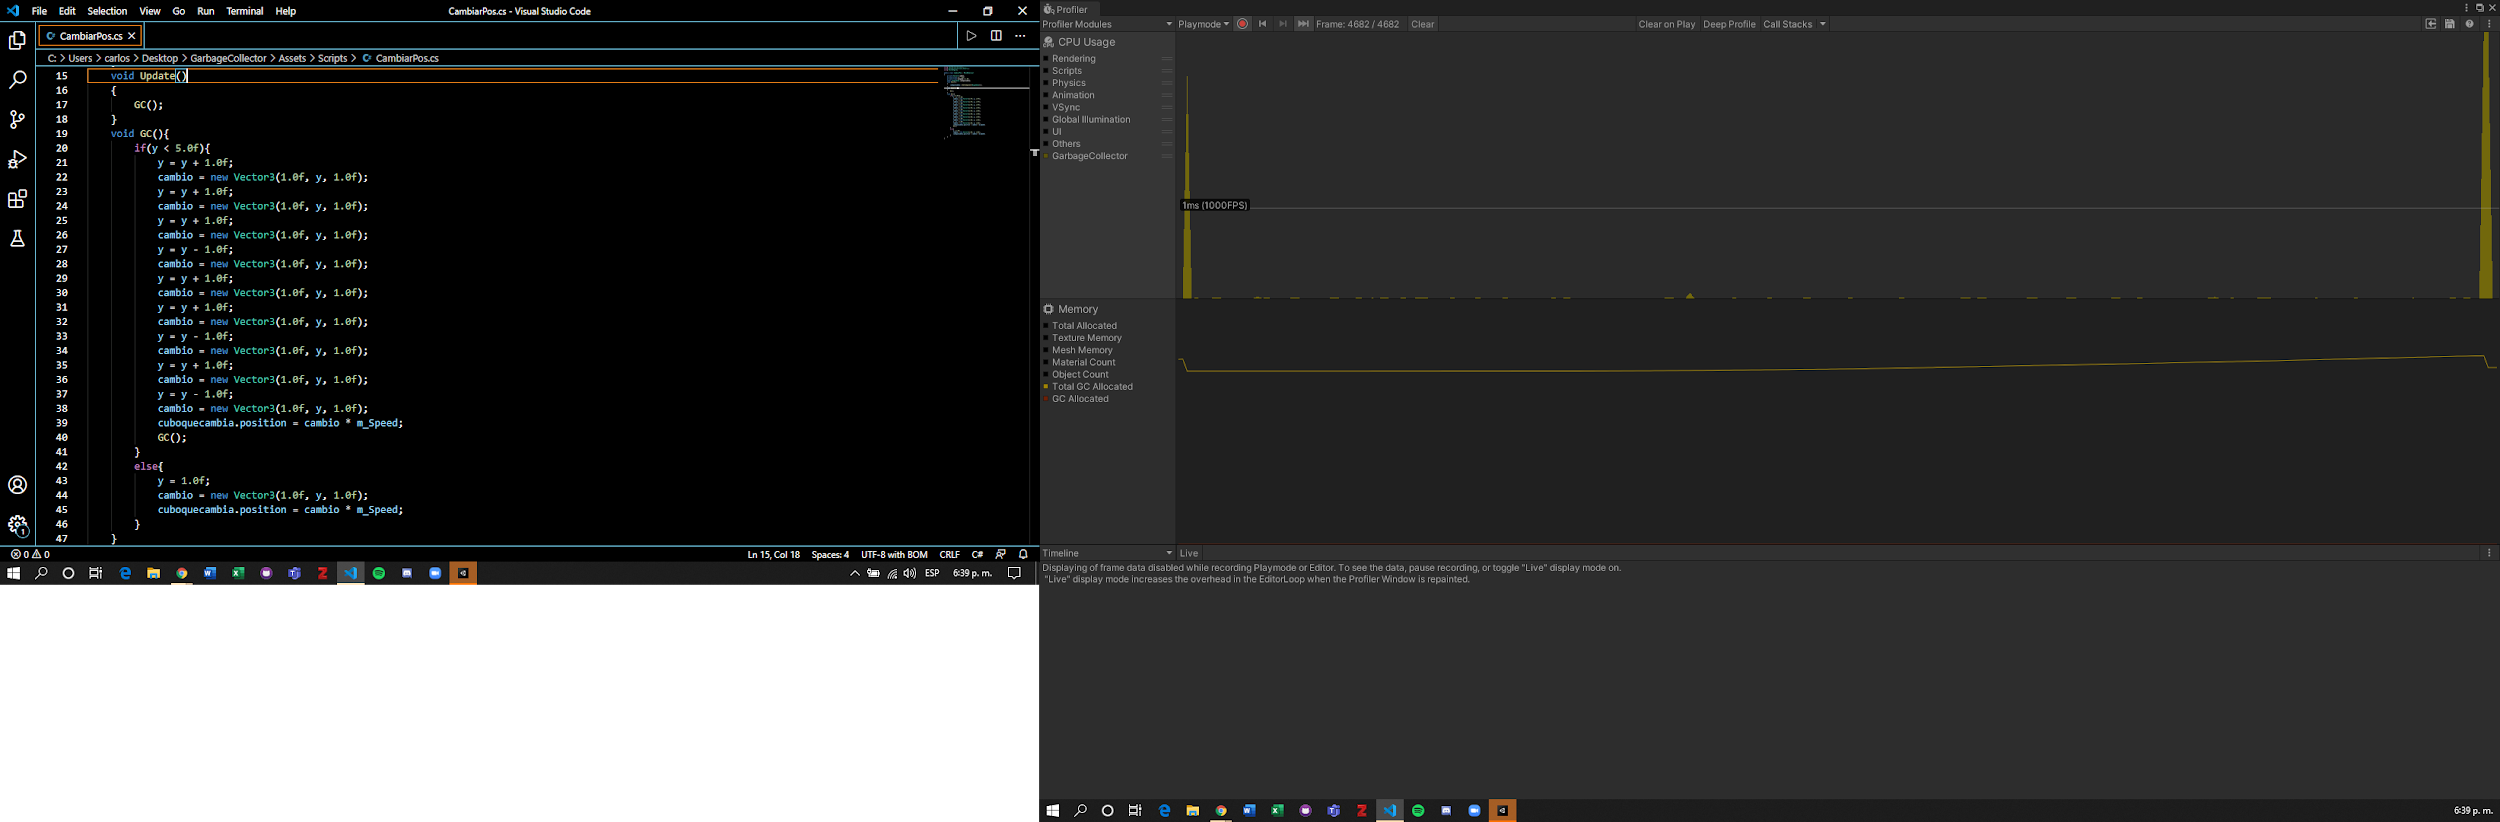 File Edit Selection View Go Run Terminal Help CambiarPos.cs - Visual Studio Code
CambiarPos.cs
C: > Users > carlos > Desktop > GarbageCollector > Assets > Scripts > CambiarPos.cs
15 void Update()
16 {
17 GC();
18 }
19 void GC(){
20 if(y < 5.0f){
21 y = y + 1.0f;
22 cambio = new Vector3(1.0f, y, 1.0f);
23 y = y + 1.0f;
24 cambio = new Vector3(1.0f, y, 1.0f);
25 y = y + 1.0f;
26 cambio = new Vector3(1.0f, y, 1.0f);
27 y = y - 1.0f;
28 cambio = new Vector3(1.0f, y, 1.0f);
29 y = y + 1.0f;
30 cambio = new Vector3(1.0f, y, 1.0f);
31 y = y + 1.0f;
32 cambio = new Vector3(1.0f, y, 1.0f);
33 y = y - 1.0f;
34 cambio = new Vector3(1.0f, y, 1.0f);
35 y = y + 1.0f;
36 cambio = new Vector3(1.0f, y, 1.0f);
37 y = y - 1.0f;
38 cambio = new Vector3(1.0f, y, 1.0f);
39 cuboquecambia.position = cambio * m_Speed;
40 GC();
41 }
42 else{
43 y = 1.0f;
44 cambio = new Vector3(1.0f, y, 1.0f);
45 cuboquecambia.position = cambio * m_Speed;
46 }
47 }
0 0 Ln 15, Col 18 Spaces: 4 UTF-8 with BOM CRLF C#
ESP 6:39 p. m.
Profiler
Profiler Modules Playmode Frame: 4682 / 4682 Clear Clear on Play Deep Profile Call Stacks
CPU Usage
Rendering
Scripts
Physics
Animation
VSync
Global Illumination
UI
Others
GarbageCollector
1ms (1000FPS)
Memory
Total Allocated
Texture Memory
Mesh Memory
Material Count
Object Count
Total GC Allocated
GC Allocated
Timeline Live
Displaying of frame data disabled while recording Playmode or Editor. To see the data, pause recording, or toggle "Live" display mode on.
"Live" display mode increases the overhead in the EditorLoop when the Profiler Window is repainted.
6:39 p. m.